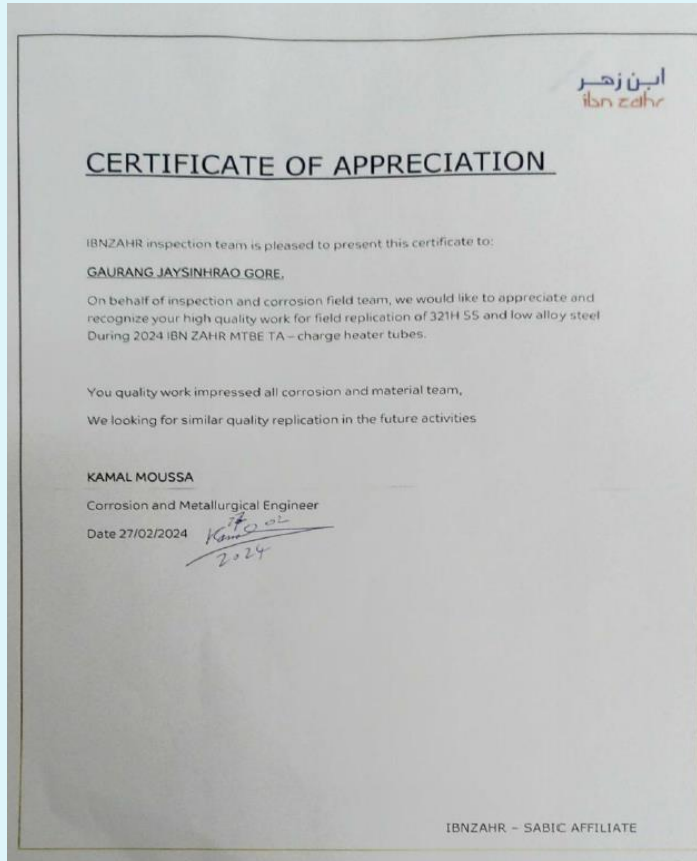 ابن زهر
ibn zahr
CERTIFICATE OF APPRECIATION
IBNZAHR inspection team is pleased to present this certificate to:
GAURANG JAYSINHRAO GORE,
On behalf of inspection and corrosion field team, we would like to appreciate and
recognize your high quality work for field replication of 321H SS and low alloy steel
During 2024 IBN ZAHR MTBE TA – charge heater tubes.
You quality work impressed all corrosion and material team,
We looking for similar quality replication in the future activities
KAMAL MOUSSA
Corrosion and Metallurgical Engineer
Date 27/02/2024
27 02
2024
IBNZAHR – SABIC AFFILIATE